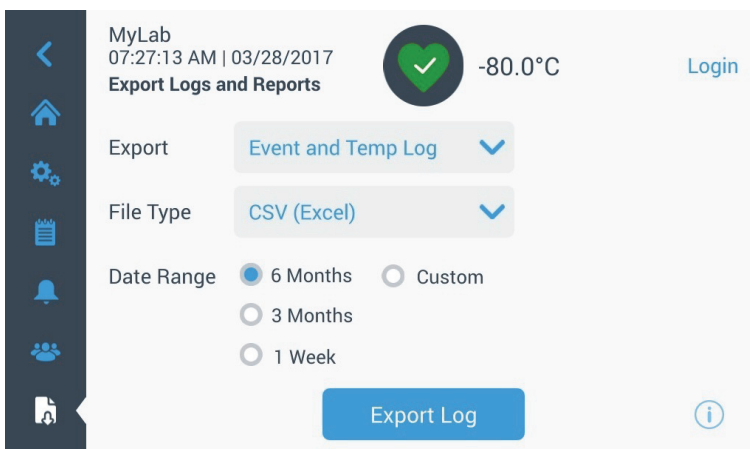 MyLab
07:27:13 AM | 03/28/2017
Export Logs and Reports
-80.0°C
Login
Export
Event and Temp Log
File Type
CSV (Excel)
Date Range
6 Months
Custom
3 Months
1 Week
Export Log